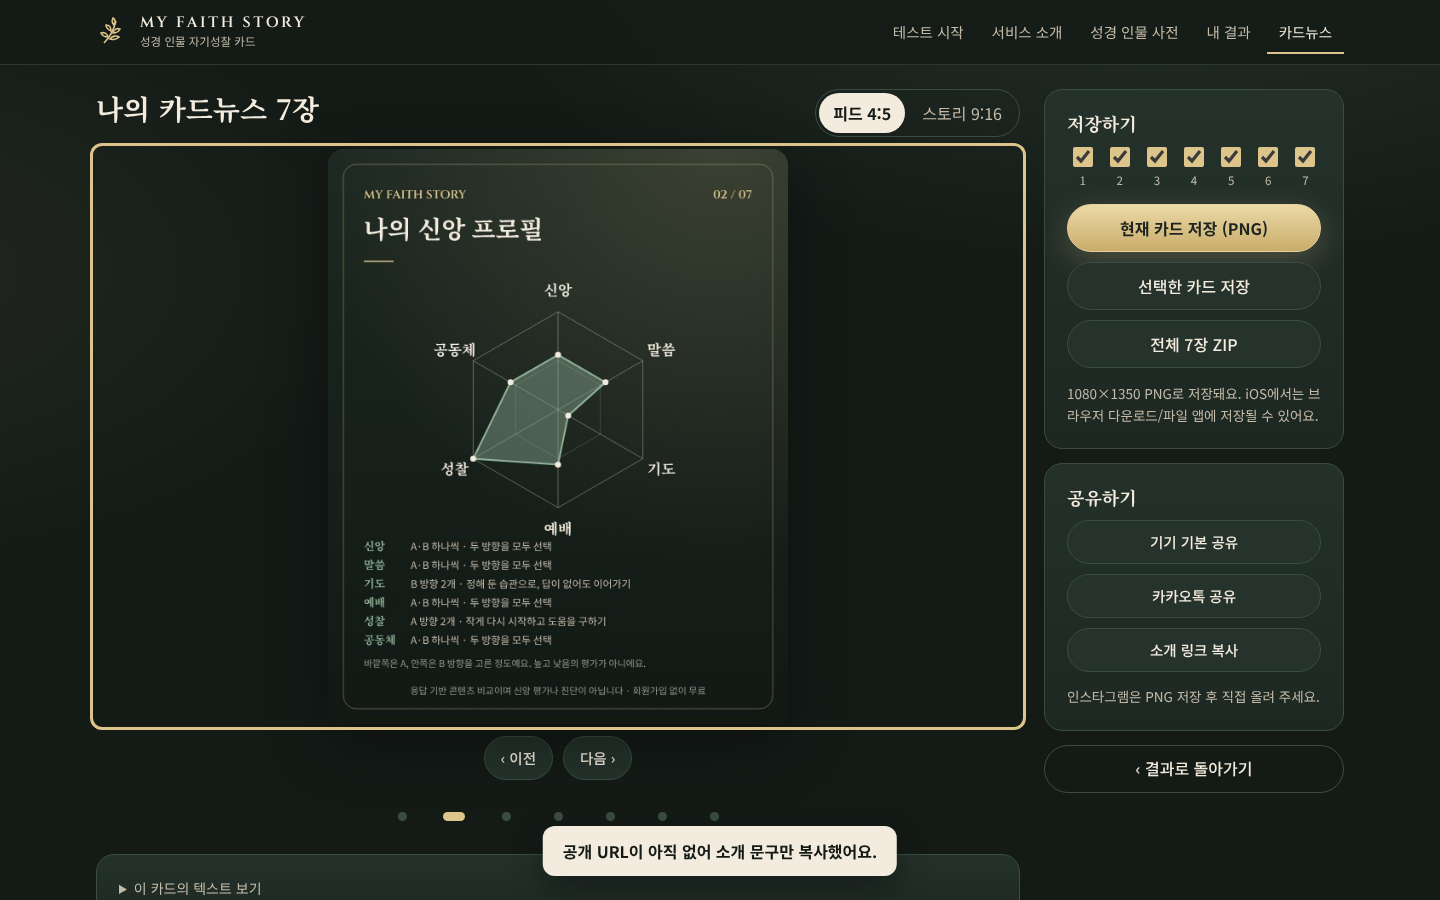 MY FAITH STORY
성경 인물 자기성찰 카드
테스트 시작
서비스 소개
성경 인물 사전
내 결과
카드뉴스
나의 카드뉴스 7장
피드 4:5
스토리 9:16
MY FAITH STORY
02 / 07
나의 신앙 프로필
신앙
공동체
말씀
성찰
기도
예배
신앙 A·B 하나씩 · 두 방향을 모두 선택
말씀 A·B 하나씩 · 두 방향을 모두 선택
기도 B 방향 2개 · 정해 둔 습관으로, 답이 없어도 이어가기
예배 A·B 하나씩 · 두 방향을 모두 선택
성찰 A 방향 2개 · 작게 다시 시작하고 도움을 구하기
공동체 A·B 하나씩 · 두 방향을 모두 선택
바깥쪽은 A, 안쪽은 B 방향을 고른 정도예요. 높고 낮음의 평가가 아니에요.
응답 기반 콘텐츠 비교이며 신앙 평가나 진단이 아닙니다 · 회원가입 없이 무료
‹ 이전
다음 ›
▶ 이 카드의 텍스트 보기
저장하기
1 2 3 4 5 6 7
현재 카드 저장 (PNG)
선택한 카드 저장
전체 7장 ZIP
1080×1350 PNG로 저장돼요. iOS에서는 브
라우저 다운로드/파일 앱에 저장될 수 있어요.
공유하기
기기 기본 공유
카카오톡 공유
소개 링크 복사
인스타그램은 PNG 저장 후 직접 올려 주세요.
‹ 결과로 돌아가기
공개 URL이 아직 없어 소개 문구만 복사했어요.